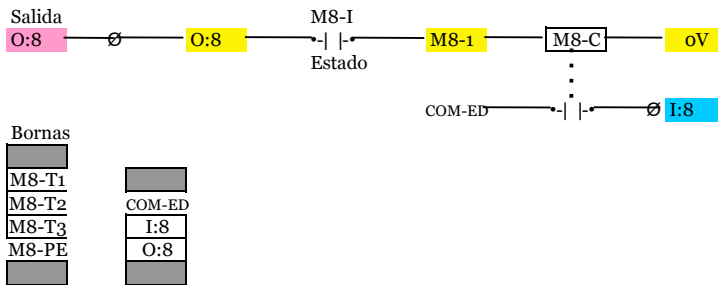 Salida
M8-I
O:8 Ø O:8 •-| |-• M8-1 M8-C 0V
Estado
COM-ED •-| |-• Ø I:8
Bornas
M8-T1
M8-T2 COM-ED
M8-T3 I:8
M8-PE O:8